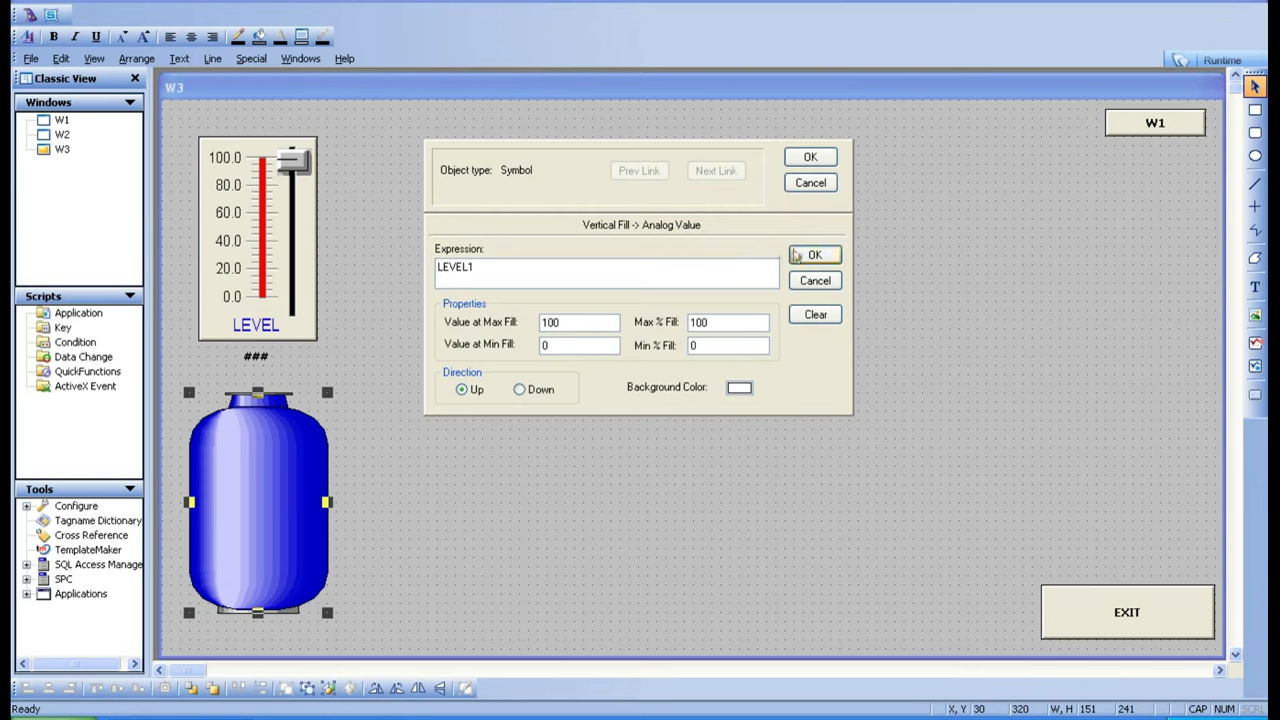 B I U A A
File Edit View Arrange Text Line Special Windows Help
Runtime
Classic View
Windows
W1
W2
W3
Scripts
Application
Key
Condition
Data Change
QuickFunctions
ActiveX Event
Tools
Configure
Tagname Dictionary
Cross Reference
TemplateMaker
SQL Access Manage
SPC
Applications
W3
W1
100.0
80.0
60.0
40.0
20.0
0.0
LEVEL
###
Object type: Symbol
Prev Link
Next Link
OK
Cancel
Vertical Fill -> Analog Value
Expression:
LEVEL1
OK
Cancel
Clear
Properties
Value at Max Fill: 100 Max % Fill: 100
Value at Min Fill: 0 Min % Fill: 0
Direction
Up Down
Background Color:
EXIT
T
Ready
X, Y 30 320 W, H 151 241 CAP NUM SCRL